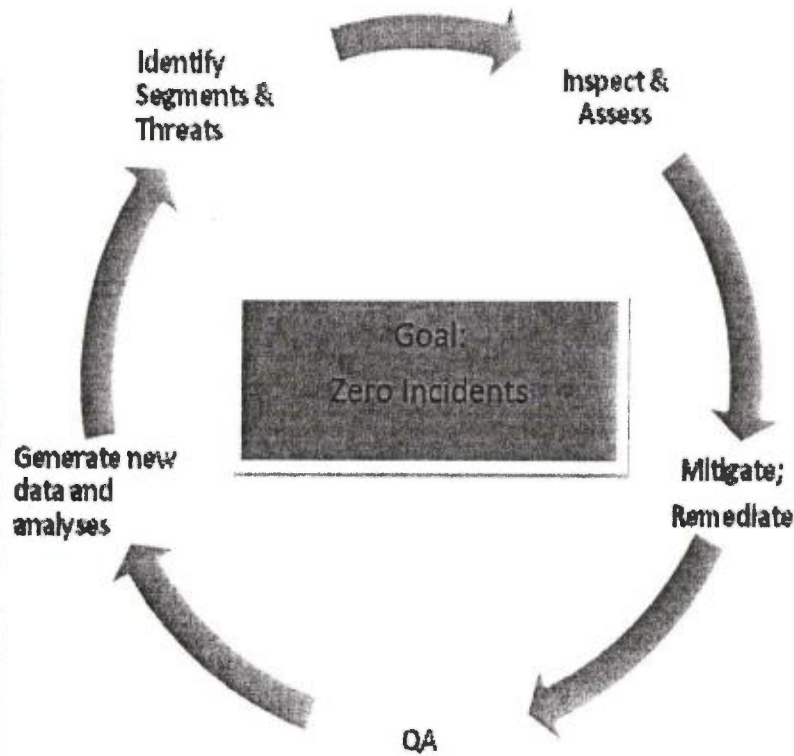 Identify
Segments &
Threats
Inspect &
Assess
Goal:
Zero Incidents
Mitigate;
Remediate
QA
Generate new
data and
analyses